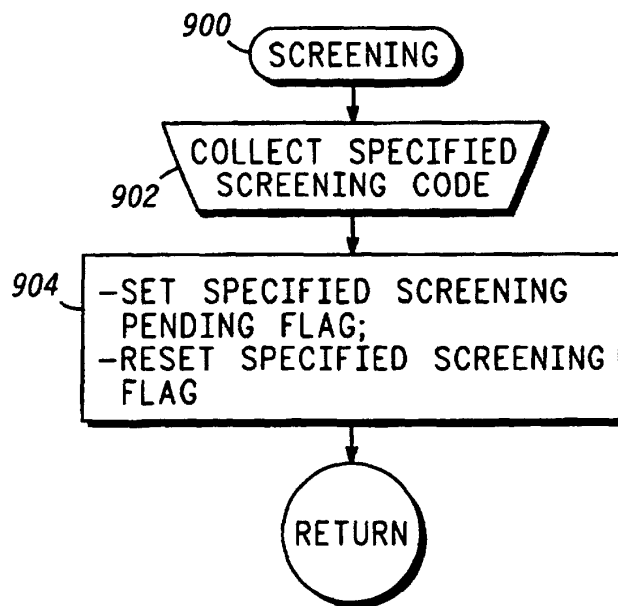 900
SCREENING
COLLECT SPECIFIED
SCREENING CODE
902
904
-SET SPECIFIED SCREENING
PENDING FLAG;
-RESET SPECIFIED SCREENING
FLAG
RETURN